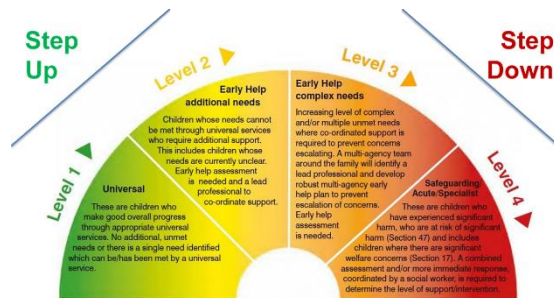 Step
Up
Step
Down
Level 1
Universal
These are children who
make good overall progress
through appropriate universal
services. No additional, unmet
needs or there is a single need identified
which can be/has been met by a universal
service.
Level 2
Early Help
additional needs
Children whose needs cannot
be met through universal services
who require additional support.
This includes children whose
needs are currently unclear.
Early help assessment
is needed and a lead
professional to
co-ordinate support.
Level 3
Early Help
complex needs
Increasing level of complex
and/or multiple unmet needs
where co-ordinated support is
required to prevent concerns
escalating. A multi-agency team
around the family will identify a
lead professional and develop
robust multi-agency early
help plan to prevent
escalation of concerns.
Early help
assessment
is needed.
Level 4
Safeguarding/
Acute/Specialist
These are children who
have experienced significant
harm, who are at risk of significant
harm (Section 47) and includes
children where there are significant
welfare concerns (Section 17). A combined
assessment and/or more immediate response,
coordinated by a social worker, is required to
determine the level of support/intervention.